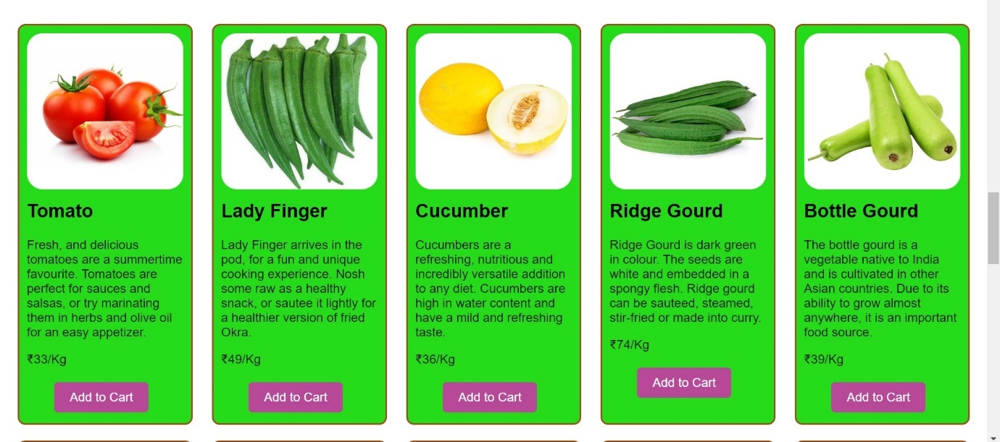 Tomato
Fresh, and delicious
tomatoes are a summertime
favourite. Tomatoes are
perfect for sauces and
salsas, or try marinating
them in herbs and olive oil
for an easy appetizer.
₹33/Kg
Add to Cart
Lady Finger
Lady Finger arrives in the
pod, for a fun and unique
cooking experience. Nosh
some raw as a healthy
snack, or sautee it lightly for
a healthier version of fried
Okra.
₹49/Kg
Add to Cart
Cucumber
Cucumbers are a
refreshing, nutritious and
incredibly versatile addition
to any diet. Cucumbers are
high in water content and
have a mild and refreshing
taste.
₹36/Kg
Add to Cart
Ridge Gourd
Ridge Gourd is dark green
in colour. The seeds are
white and embedded in a
spongy flesh. Ridge gourd
can be sauteed, steamed,
stir-fried or made into curry.
₹74/Kg
Add to Cart
Bottle Gourd
The bottle gourd is a
vegetable native to India
and is cultivated in other
Asian countries. Due to its
ability to grow almost
anywhere, it is an important
food source.
₹39/Kg
Add to Cart